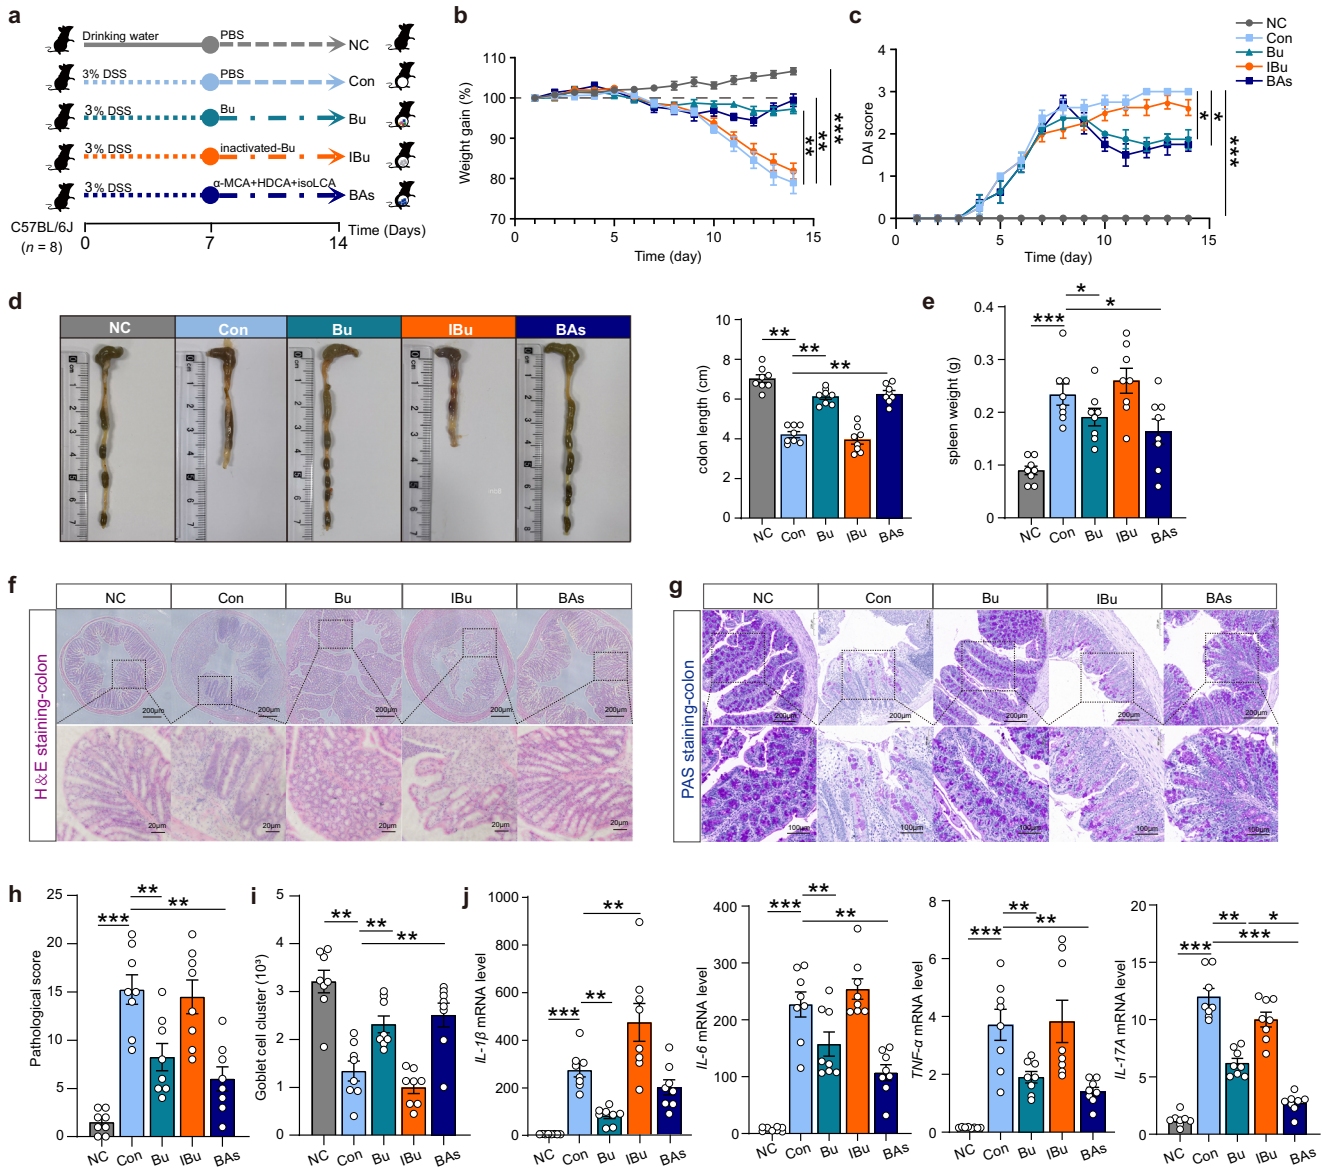 a
Drinking water
PBS
NC
3% DSS
PBS
Con
3% DSS
Bu
Bu
3% DSS
inactivated-Bu
IBu
3% DSS
α-MCA+HDCA+isoLCA
BAs
C57BL/6J
(n = 8)
0
7
14
Time (Days)
b
110
100
90
80
70
Weight gain (%)
0
5
10
15
Time (day)
**
**
***
c
4
3
2
1
0
DAI score
0
5
10
15
Time (day)
NC
Con
Bu
IBu
BAs
*
*
***
d
NC
Con
Bu
IBu
BAs
10
8
6
4
2
0
colon length (cm)
**
**
**
NC
Con
Bu
IBu
BAs
e
0.4
0.3
0.2
0.1
0
spleen weight (g)
***
*
*
NC
Con
Bu
IBu
BAs
f
NC
Con
Bu
IBu
BAs
H&E staining-colon
200μm
200μm
200μm
200μm
200μm
20μm
20μm
20μm
20μm
20μm
g
NC
Con
Bu
IBu
BAs
PAS staining-colon
200μm
200μm
200μm
200μm
200μm
100μm
100μm
100μm
100μm
100μm
h
25
20
15
10
5
0
Pathological score
***
**
**
NC
Con
Bu
IBu
BAs
i
5
4
3
2
1
0
Goblet cell cluster (10³)
**
**
**
NC
Con
Bu
IBu
BAs
j
1000
800
600
400
200
0
IL-1β mRNA level
***
**
**
NC
Con
Bu
IBu
BAs
400
300
200
100
0
IL-6 mRNA level
***
**
**
NC
Con
Bu
IBu
BAs
8
6
4
2
0
TNF-α mRNA level
***
**
**
NC
Con
Bu
IBu
BAs
20
15
10
5
0
IL-17A mRNA level
***
**
*
***
NC
Con
Bu
IBu
BAs